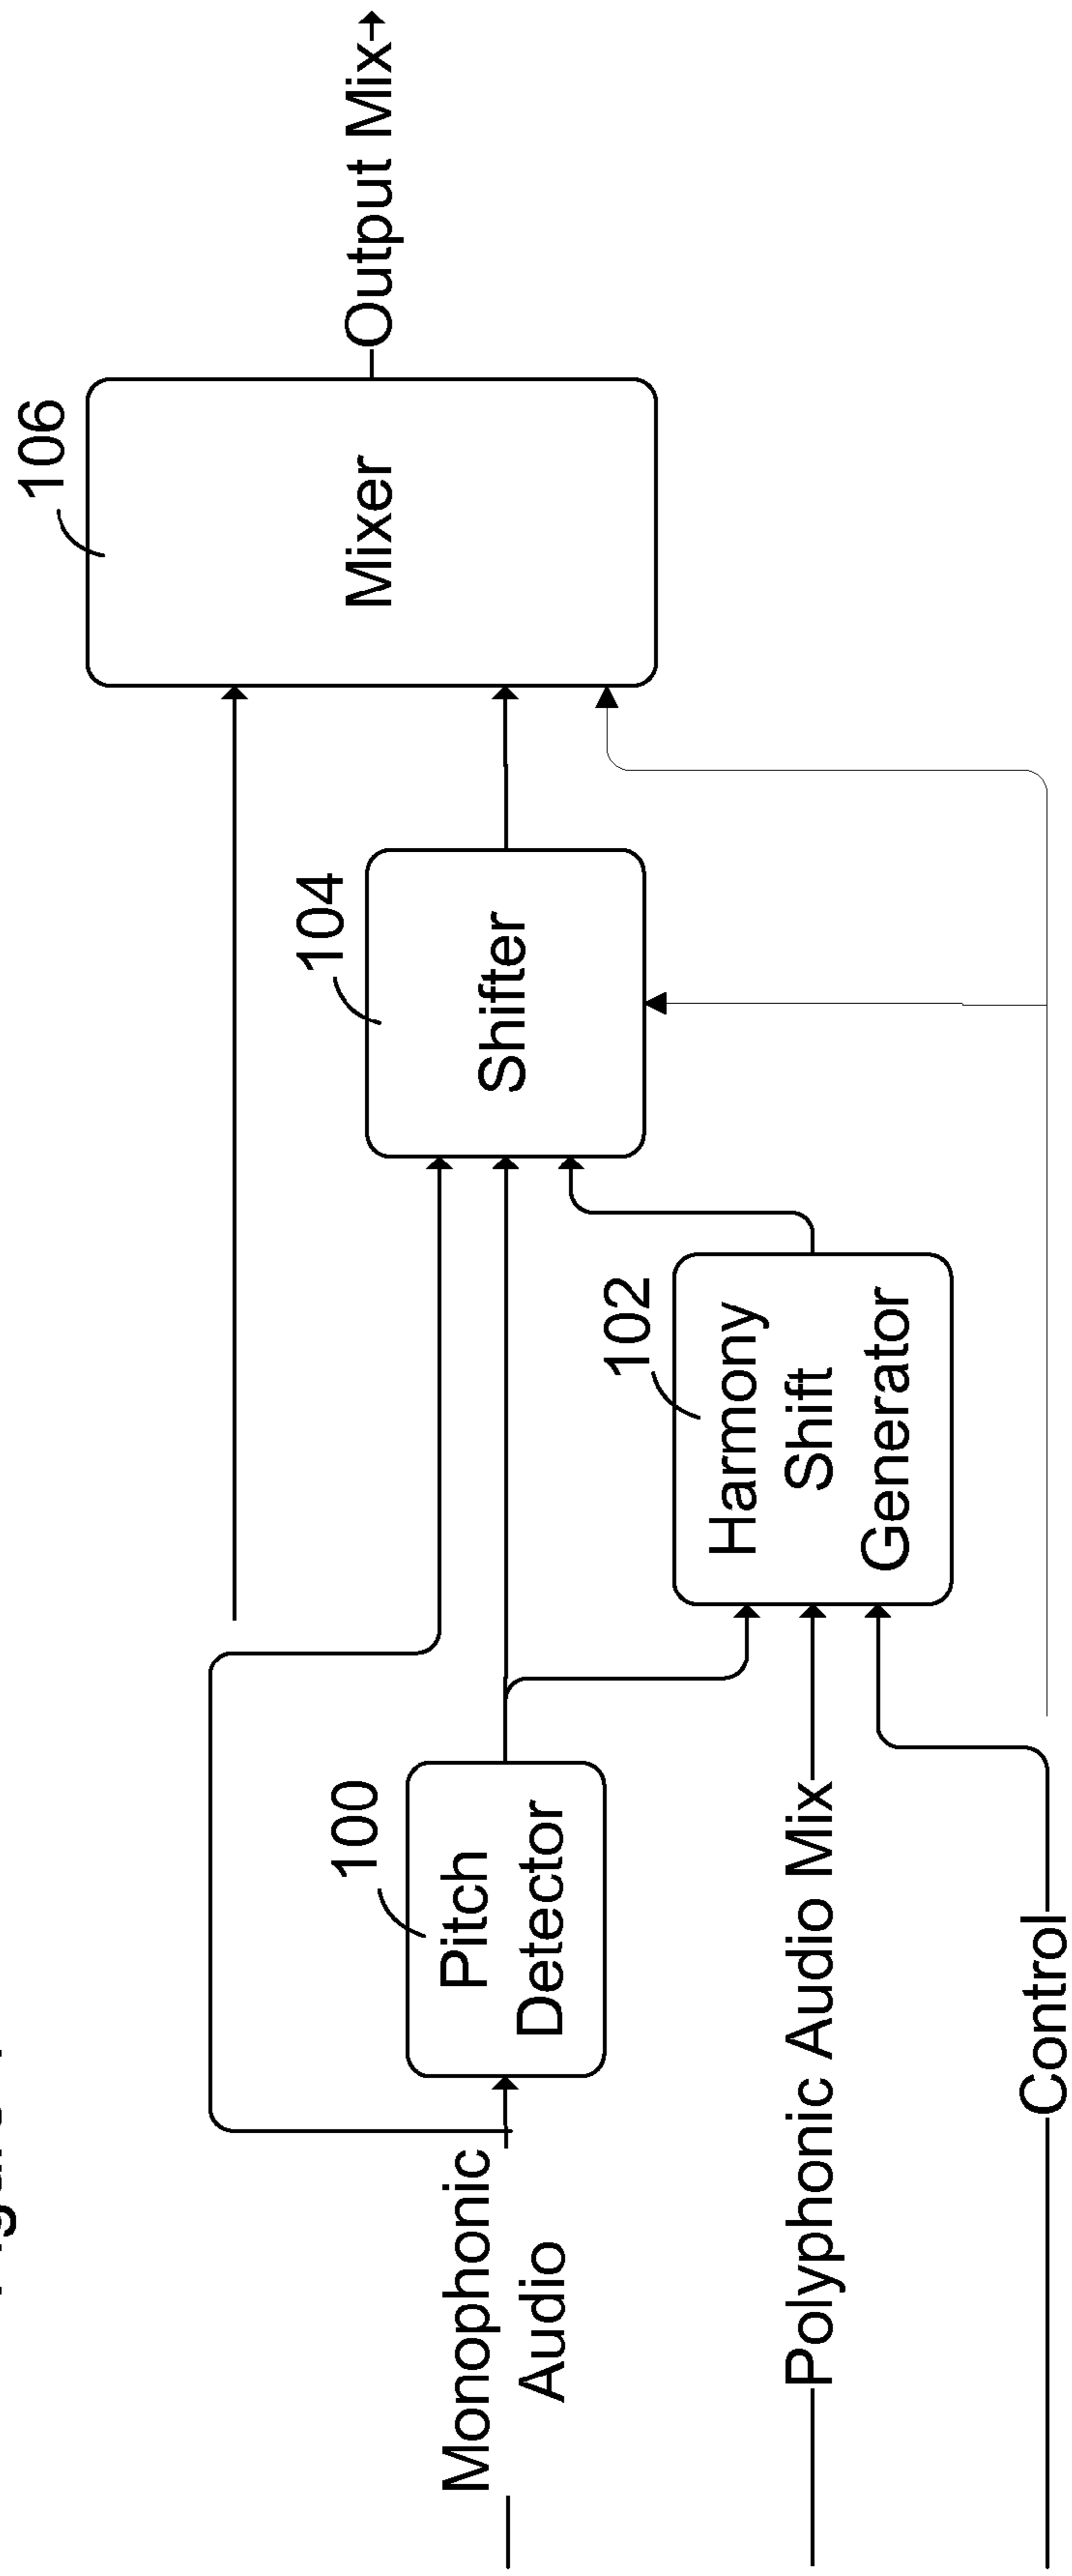 106
Mixer
Output Mix
104
Shifter
102
Harmony
Shift
Generator
100
Pitch
Detector
Monophonic
Audio
Polyphonic Audio Mix
Control